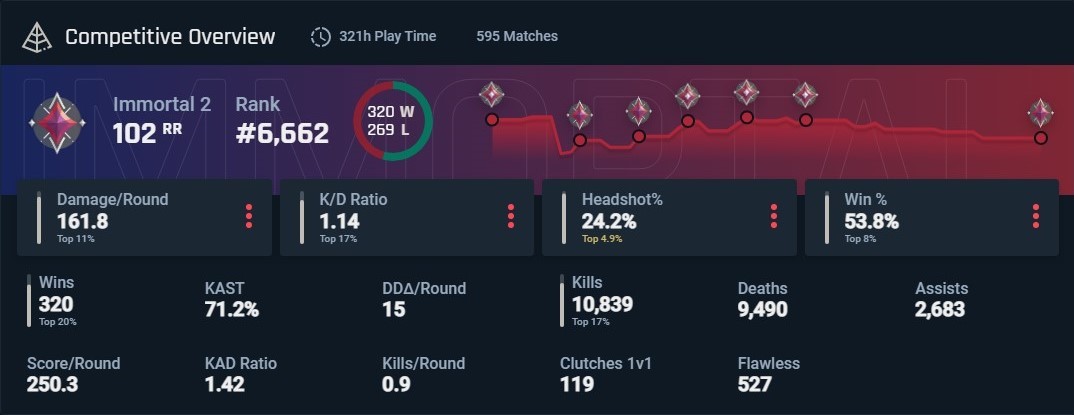 Competitive Overview
321h Play Time
595 Matches
IMMORTAL
Immortal 2
102 RR
Rank
#6,662
320 W
269 L
Damage/Round
161.8
Top 11%
K/D Ratio
1.14
Top 17%
Headshot%
24.2%
Top 4.9%
Win %
53.8%
Top 8%
Wins
320
Top 20%
KAST
71.2%
DDΔ/Round
15
Kills
10,839
Top 17%
Deaths
9,490
Assists
2,683
Score/Round
250.3
KAD Ratio
1.42
Kills/Round
0.9
Clutches 1v1
119
Flawless
527